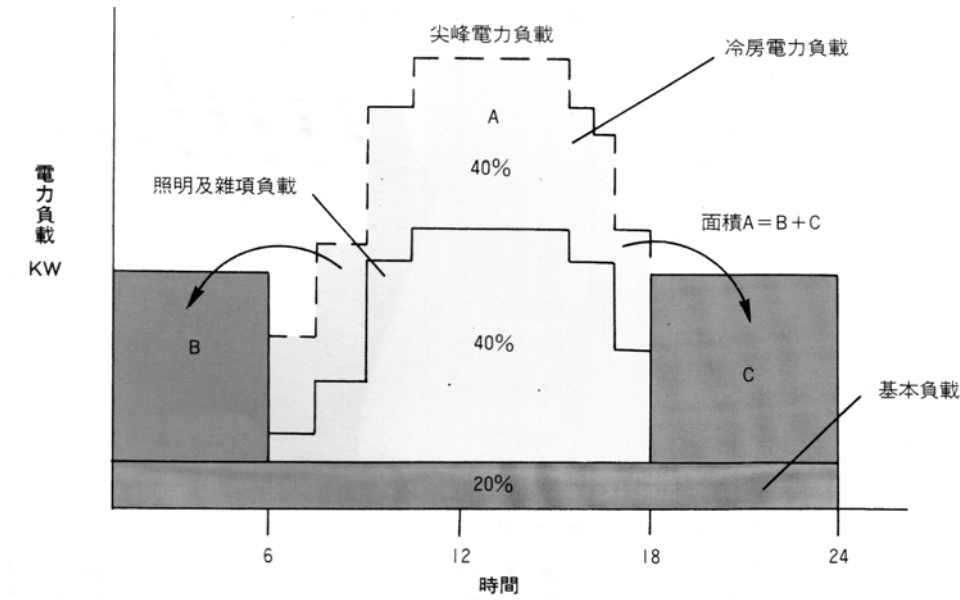 尖峰電力負載
冷房電力負載
A
40%
照明及雜項負載
面積A=B+C
電力負載
KW
B
40%
C
基本負載
20%
6 12 18 24
時間